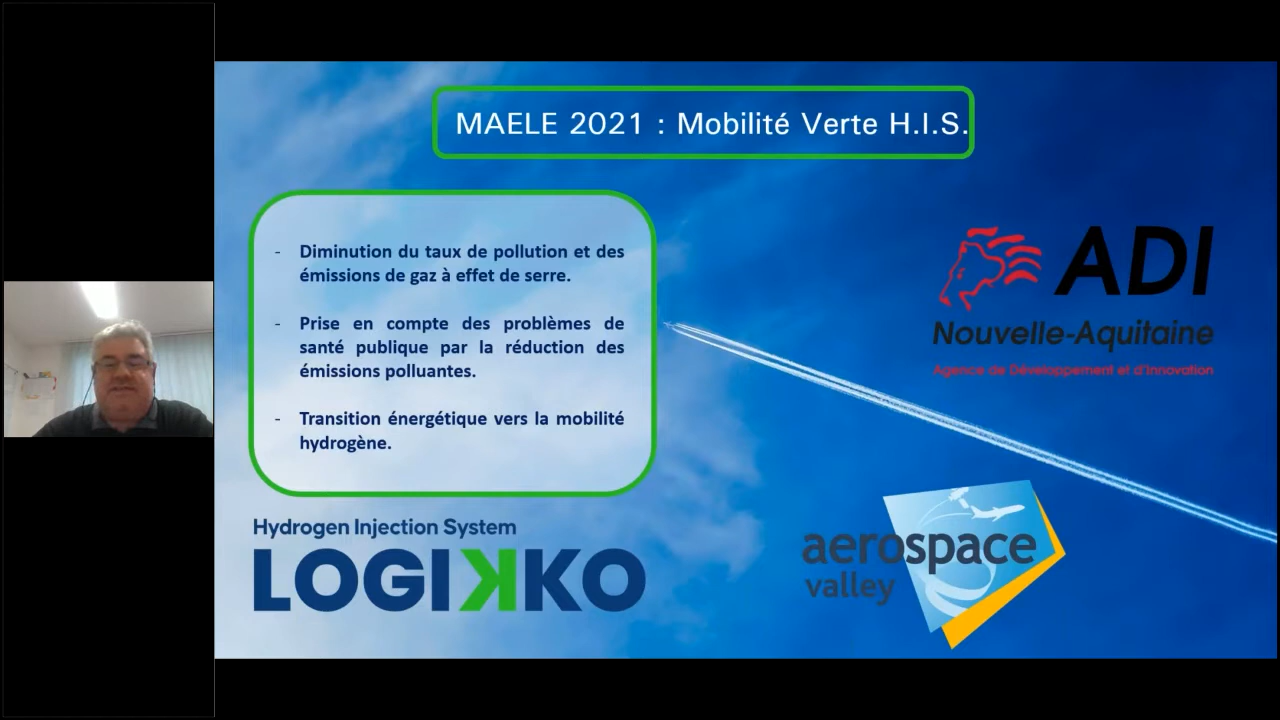 MAELE 2021 : Mobilité Verte H.I.S.
- Diminution du taux de pollution et des
émissions de gaz à effet de serre.
- Prise en compte des problèmes de
santé publique par la réduction des
émissions polluantes.
- Transition énergétique vers la mobilité
hydrogène.
ADI
Nouvelle-Aquitaine
Agence de Développement et d'Innovation
Hydrogen Injection System
LOGIKKO
aerospace
valley